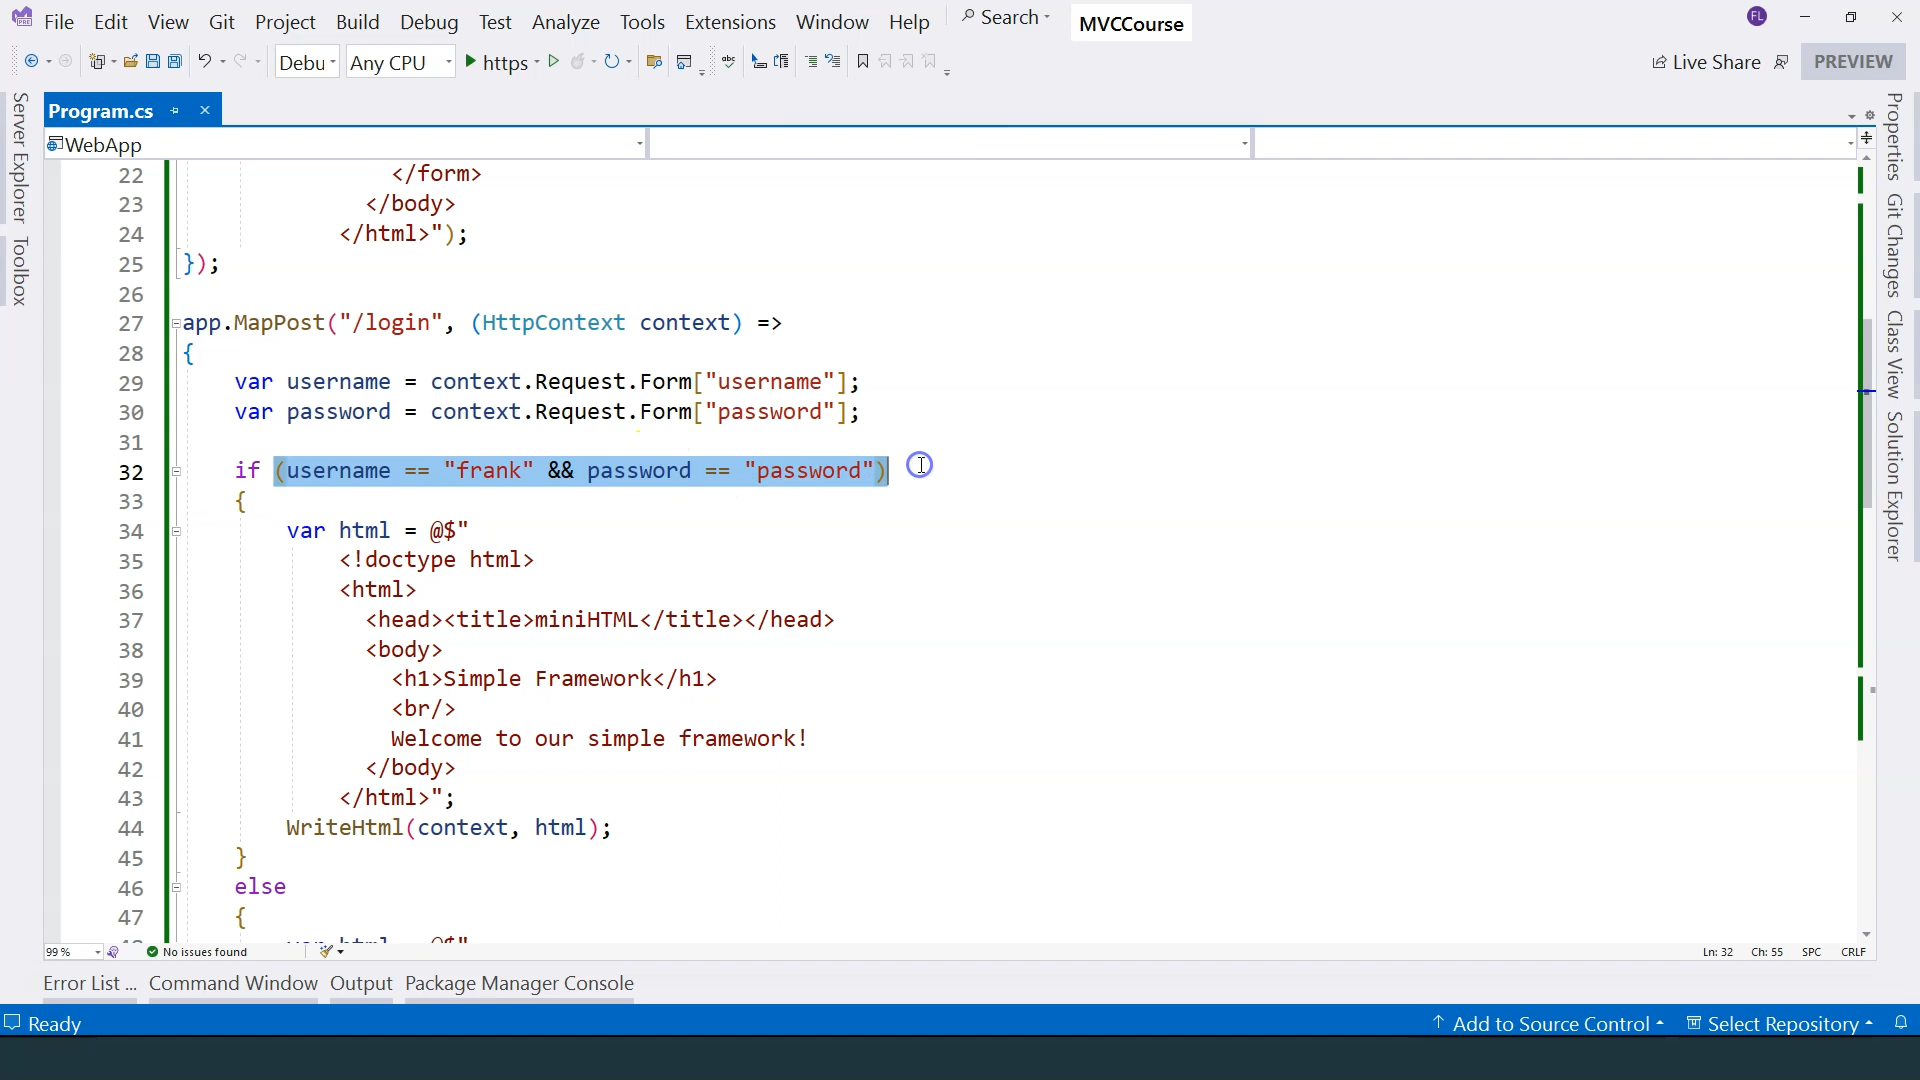 File Edit View Git Project Build Debug Test Analyze Tools Extensions Window Help Search MVCCourse FL
Debu Any CPU https Live Share PREVIEW
Program.cs
WebApp
Server Explorer
Toolbox
Properties
Git Changes
Class View
Solution Explorer
22 </form>
23 </body>
24 </html>");
25 });
26
27 app.MapPost("/login", (HttpContext context) =>
28 {
29 var username = context.Request.Form["username"];
30 var password = context.Request.Form["password"];
31
32 if (username == "frank" && password == "password")
33 {
34 var html = @$"
35 <!doctype html>
36 <html>
37 <head><title>miniHTML</title></head>
38 <body>
39 <h1>Simple Framework</h1>
40 <br/>
41 Welcome to our simple framework!
42 </body>
43 </html>";
44 WriteHtml(context, html);
45 }
46 else
47 {
99 % No issues found Ln: 32 Ch: 55 SPC CRLF
Error List ... Command Window Output Package Manager Console
Ready Add to Source Control Select Repository